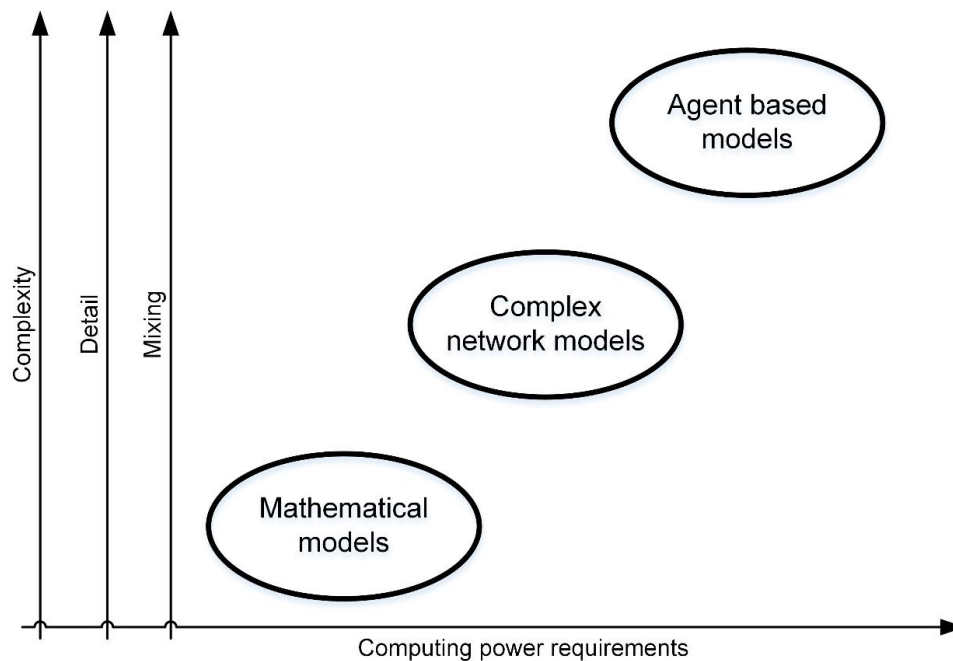 Agent based
models
Complex
network models
Mathematical
models
Complexity
Detail
Mixing
Computing power requirements